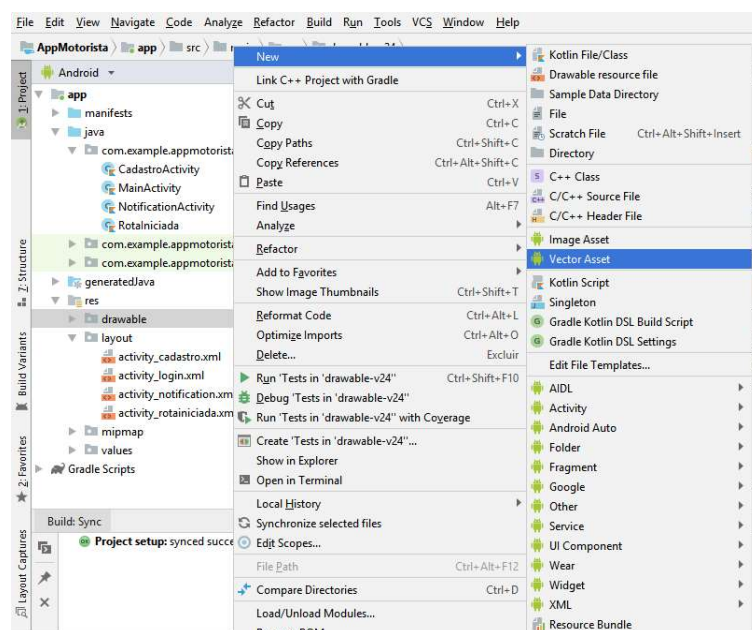 File Edit View Navigate Code Analyze Refactor Build Run Tools VCS Window Help
AppMotorista app src
Android
1: Project
Z: Structure
Build Variants
2: Favorites
Layout Captures
app
manifests
java
com.example.appmotorista
CadastroActivity
MainActivity
NotificationActivity
RotaIniciada
com.example.appmotorista
com.example.appmotorista
generatedJava
res
drawable
layout
activity_cadastro.xml
activity_login.xml
activity_notification.xml
activity_rotainiciada.xm
mipmap
values
Gradle Scripts
Build: Sync
Project setup: synced succe
New
Link C++ Project with Gradle
Cut Ctrl+X
Copy Ctrl+C
Copy Paths Ctrl+Shift+C
Copy References Ctrl+Alt+Shift+C
Paste Ctrl+V
Find Usages Alt+F7
Analyze
Refactor
Add to Favorites
Show Image Thumbnails Ctrl+Shift+T
Reformat Code Ctrl+Alt+L
Optimize Imports Ctrl+Alt+O
Delete... Excluir
Run 'Tests in 'drawable-v24'' Ctrl+Shift+F10
Debug 'Tests in 'drawable-v24''
Run 'Tests in 'drawable-v24'' with Coverage
Create 'Tests in 'drawable-v24''...
Show in Explorer
Open in Terminal
Local History
Synchronize selected files
Edit Scopes...
File Path Ctrl+Alt+F12
Compare Directories Ctrl+D
Load/Unload Modules...
Kotlin File/Class
Drawable resource file
Sample Data Directory
File
Scratch File Ctrl+Alt+Shift+Insert
Directory
C++ Class
C/C++ Source File
C/C++ Header File
Image Asset
Vector Asset
Kotlin Script
Singleton
Gradle Kotlin DSL Build Script
Gradle Kotlin DSL Settings
Edit File Templates...
AIDL
Activity
Android Auto
Folder
Fragment
Google
Other
Service
UI Component
Wear
Widget
XML
Resource Bundle